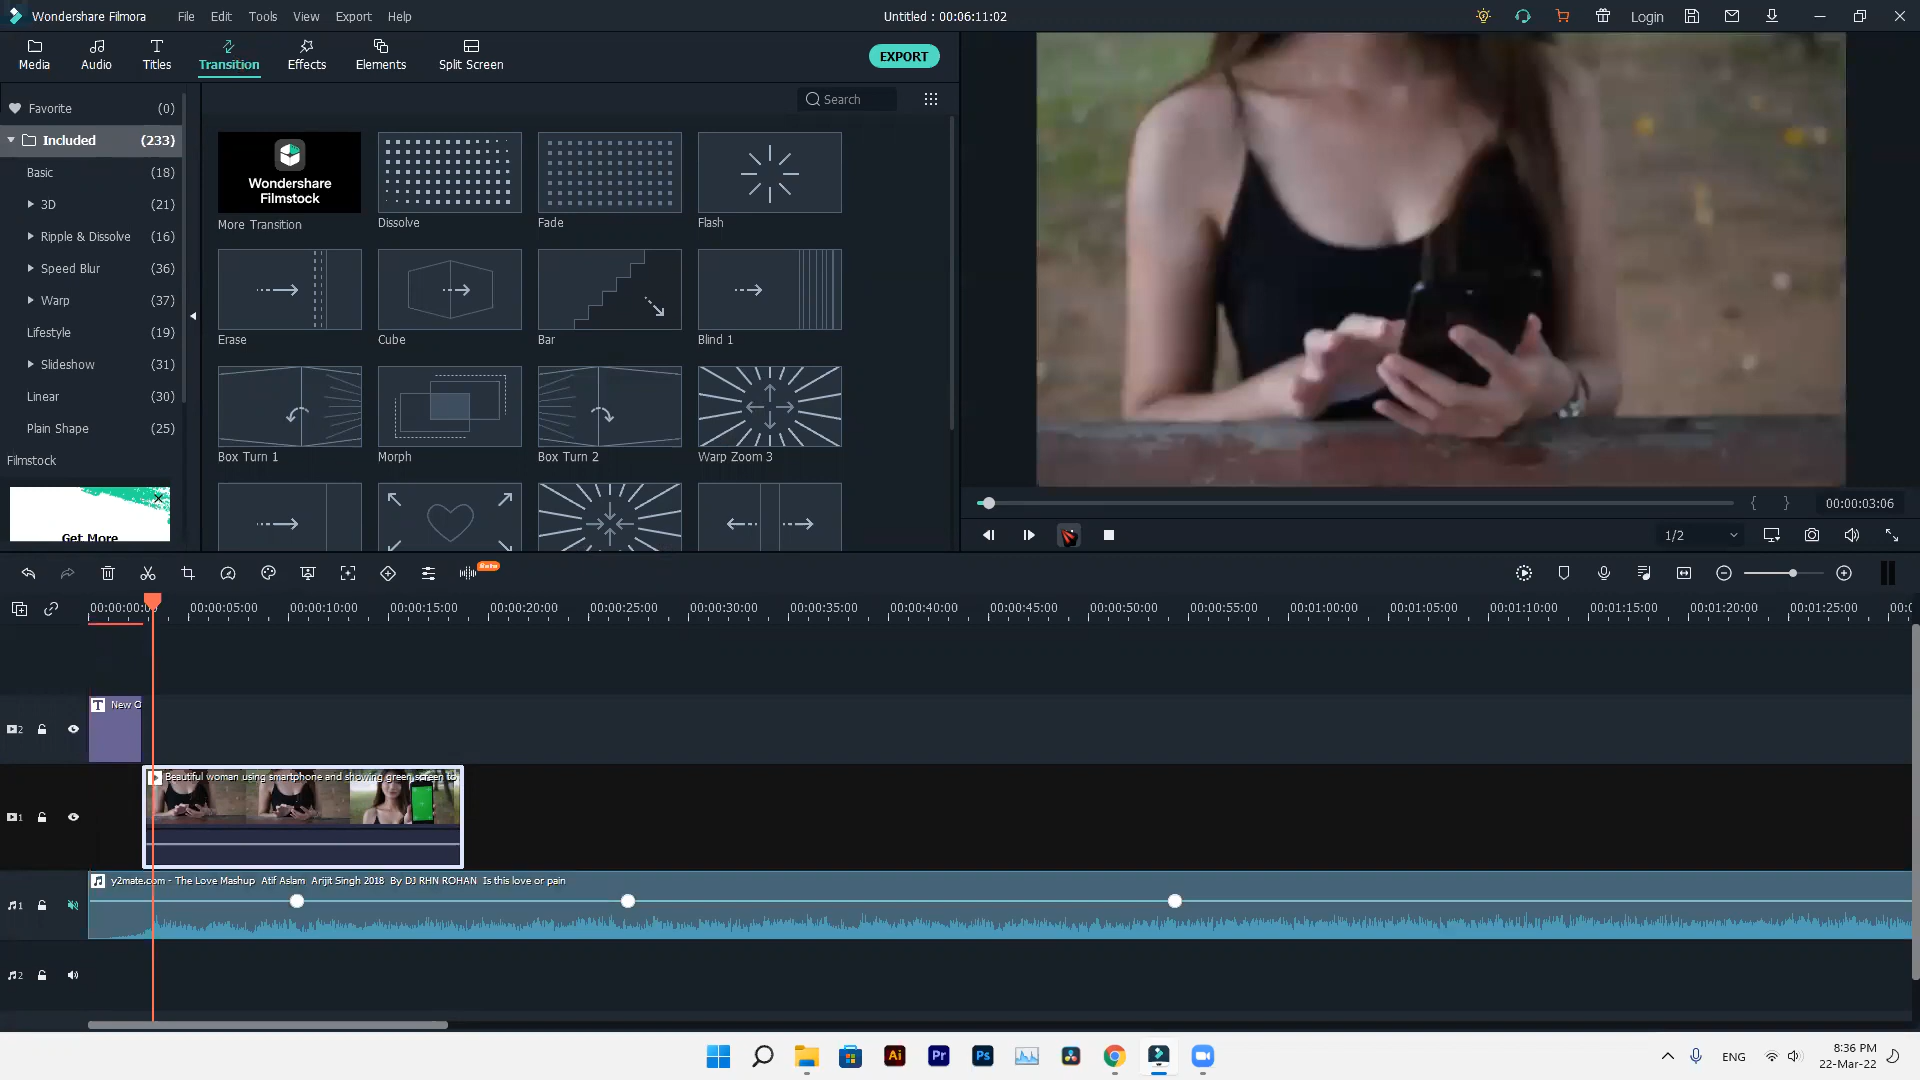 Wondershare Filmora File Edit Tools View Export Help Untitled : 00:06:11:02 Login
Media Audio Titles Transition Effects Elements Split Screen EXPORT
Search
Favorite (0)
Included (233)
Basic (18)
3D (21)
Ripple & Dissolve (16)
Speed Blur (36)
Warp (37)
Lifestyle (19)
Slideshow (31)
Linear (30)
Plain Shape (25)
Filmstock
Get More
Wondershare
Filmstock
More Transition Dissolve Fade Flash
Erase Cube Bar Blind 1
Box Turn 1 Morph Box Turn 2 Warp Zoom 3
{ } 00:00:03:06
1/2
Beta
00:00:00:0 00:00:05:00 00:00:10:00 00:00:15:00 00:00:20:00 00:00:25:00 00:00:30:00 00:00:35:00 00:00:40:00 00:00:45:00 00:00:50:00 00:00:55:00 00:01:00:00 00:01:05:00 00:01:10:00 00:01:15:00 00:01:20:00 00:01:25:00 00:0
T New O
2
Beautiful woman using smartphone and showing green screen to
1
y2mate.com - The Love Mashup Atif Aslam Arijit Singh 2018 By DJ RHN ROHAN Is this love or pain
1
2
Ai Pr Ps
ENG
8:36 PM
22-Mar-22